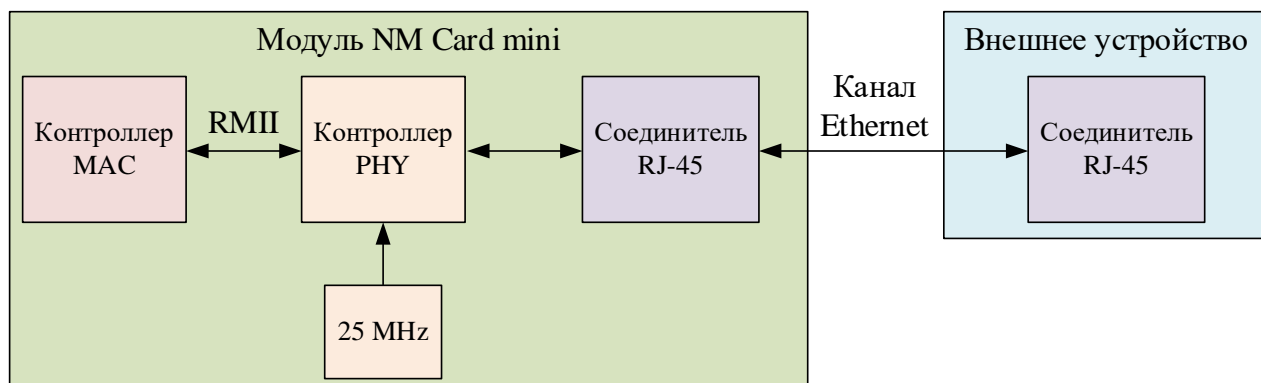 Модуль NM Card mini
Внешнее устройство
Контроллер
MAC
RMII
Контроллер
PHY
Соединитель
RJ-45
Канал
Ethernet
Соединитель
RJ-45
25 MHz